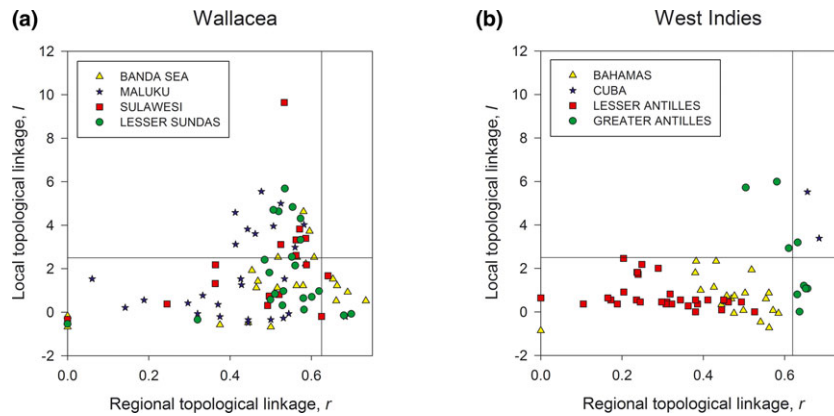 (a) Wallacea
12
10
8
6
4
2
0
-2
Local topological linkage, l
BANDA SEA
MALUKU
SULAWESI
LESSER SUNDAS
0.0 0.2 0.4 0.6
Regional topological linkage, r
(b) West Indies
12
10
8
6
4
2
0
-2
Local topological linkage, l
BAHAMAS
CUBA
LESSER ANTILLES
GREATER ANTILLES
0.0 0.2 0.4 0.6
Regional topological linkage, r